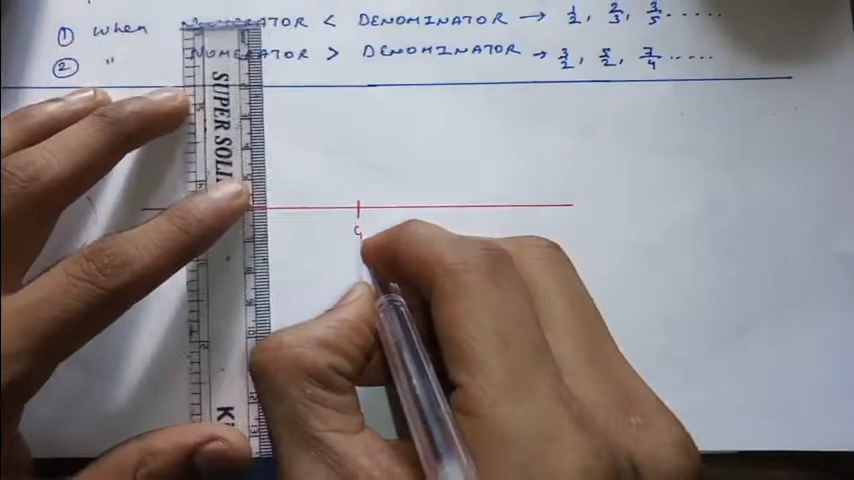 ① When NUMERATOR < DENOMINATOR → 1/2, 2/3, 3/5.....
② " NUMERATOR > DENOMINATOR → 3/2, 5/2, 7/4.....
SUPER SOLI